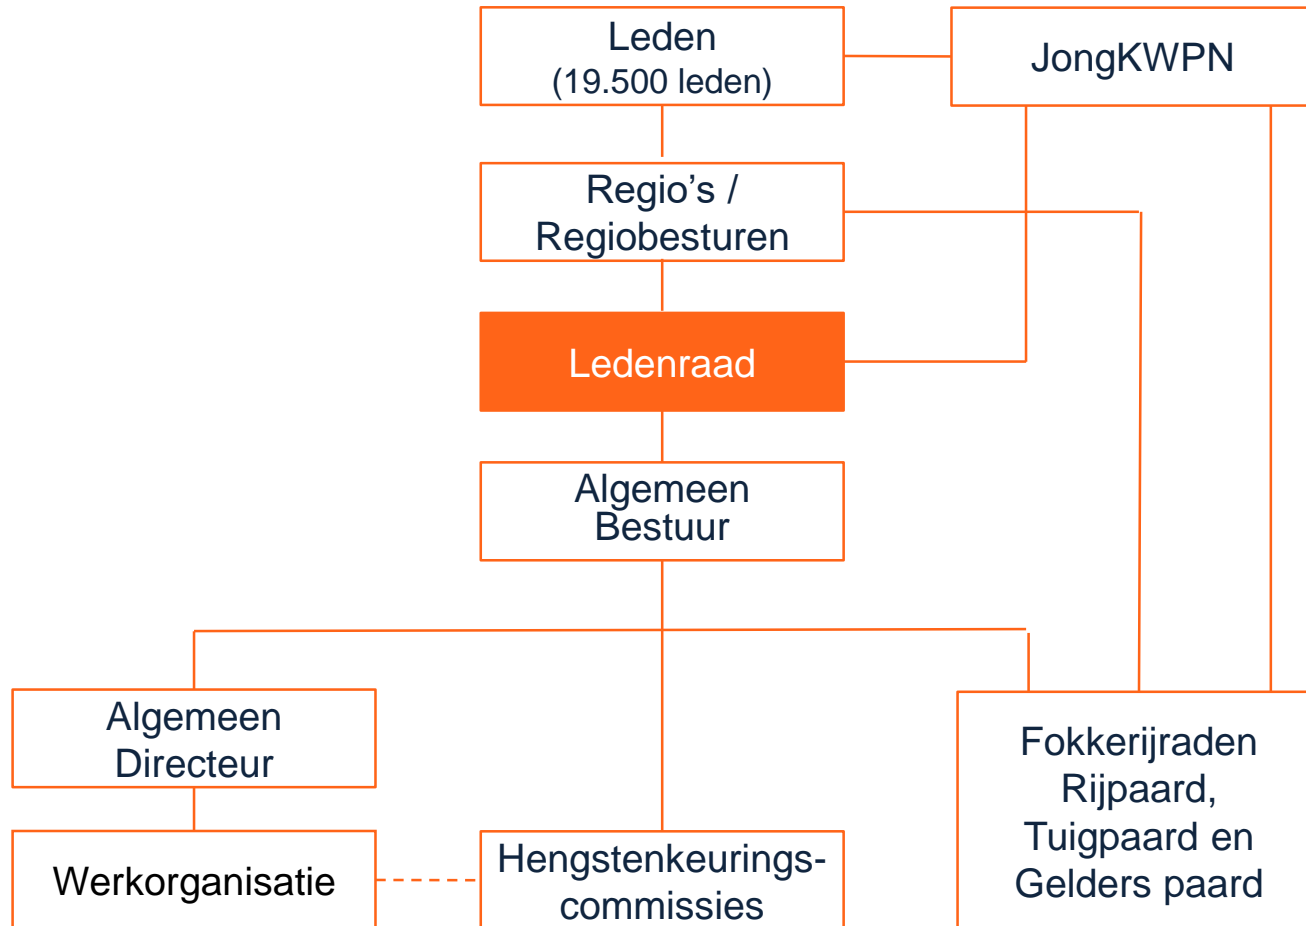 Leden
(19.500 leden)
JongKWPN
Regio’s /
Regiobesturen
Ledenraad
Algemeen
Bestuur
Algemeen
Directeur
Fokkerijraden
Rijpaard,
Tuigpaard en
Gelders paard
Werkorganisatie
Hengstenkeurings-
commissies